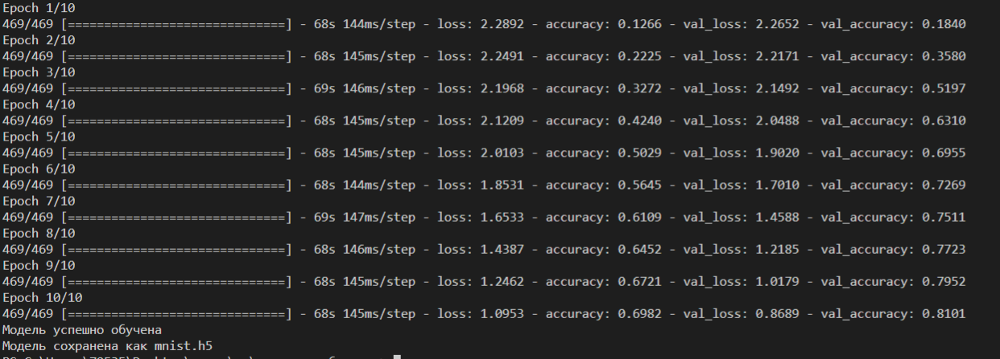 Epoch 1/10
469/469 [==============================] - 68s 144ms/step - loss: 2.2892 - accuracy: 0.1266 - val_loss: 2.2652 - val_accuracy: 0.1840
Epoch 2/10
469/469 [==============================] - 68s 145ms/step - loss: 2.2491 - accuracy: 0.2225 - val_loss: 2.2171 - val_accuracy: 0.3580
Epoch 3/10
469/469 [==============================] - 69s 146ms/step - loss: 2.1968 - accuracy: 0.3272 - val_loss: 2.1492 - val_accuracy: 0.5197
Epoch 4/10
469/469 [==============================] - 68s 145ms/step - loss: 2.1209 - accuracy: 0.4240 - val_loss: 2.0488 - val_accuracy: 0.6310
Epoch 5/10
469/469 [==============================] - 68s 145ms/step - loss: 2.0103 - accuracy: 0.5029 - val_loss: 1.9020 - val_accuracy: 0.6955
Epoch 6/10
469/469 [==============================] - 68s 144ms/step - loss: 1.8531 - accuracy: 0.5645 - val_loss: 1.7010 - val_accuracy: 0.7269
Epoch 7/10
469/469 [==============================] - 69s 147ms/step - loss: 1.6533 - accuracy: 0.6109 - val_loss: 1.4588 - val_accuracy: 0.7511
Epoch 8/10
469/469 [==============================] - 68s 146ms/step - loss: 1.4387 - accuracy: 0.6452 - val_loss: 1.2185 - val_accuracy: 0.7723
Epoch 9/10
469/469 [==============================] - 68s 145ms/step - loss: 1.2462 - accuracy: 0.6721 - val_loss: 1.0179 - val_accuracy: 0.7952
Epoch 10/10
469/469 [==============================] - 68s 145ms/step - loss: 1.0953 - accuracy: 0.6982 - val_loss: 0.8689 - val_accuracy: 0.8101
Модель успешно обучена
Модель сохранена как mnist.h5